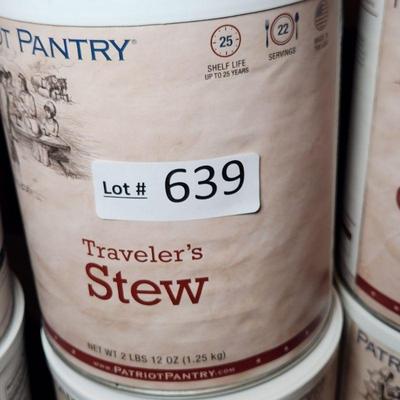 OT PANTRY®
25
SHELF LIFE
UP TO 25 YEARS
22
SERVINGS
Lot # 639
Traveler's
Stew
NET WT 2 LBS 12 OZ (1.25 kg)
www.PATRIOTPANTRY.com
PAT